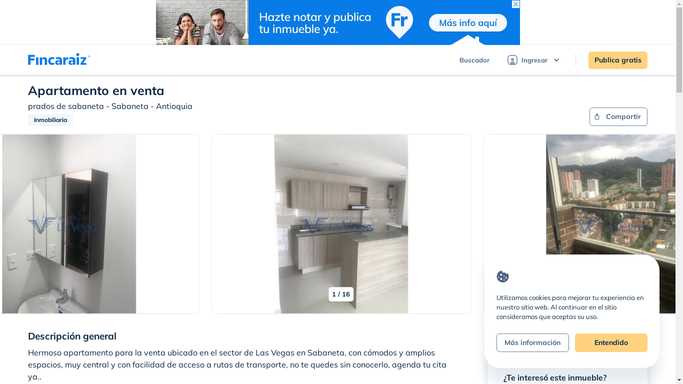 Hazte notar y publica
tu inmueble ya.
Fr
Más info aquí
Fincaraiz
Buscador
Ingresar
Publica gratis
Apartamento en venta
prados de sabaneta - Sabaneta - Antioquia
Inmobiliaria
Compartir
1 / 16
Utilizamos cookies para mejorar tu experiencia en
nuestro sitio web. Al continuar en el sitio
consideramos que aceptas su uso.
Más información
Entendido
Descripción general
Hermoso apartamento para la venta ubicado en el sector de Las Vegas en Sabaneta, con cómodos y amplios
espacios, muy central y con facilidad de acceso a rutas de transporte, no te quedes sin conocerlo, agenda tu cita
ya..
¿Te interesó este inmueble?